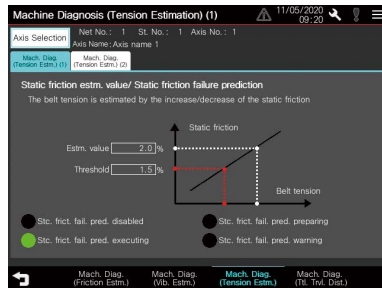 Machine Diagnosis (Tension Estimation) (1)
11/05/2020
09:20
Axis Selection
Net No.: 1 St. No.: 1 Axis No.: 1
Axis Name: Axis name 1
Mach. Diag.
(Tension Estm.) (1)
Mach. Diag.
(Tension Estm.) (2)
Static friction estm. value/ Static friction failure prediction
The belt tension is estimated by the increase/decrease of the static friction
Static friction
Estm. value 2.0 %
Threshold 1.5 %
Belt tension
Stc. frict. fail. pred. disabled
Stc. frict. fail. pred. preparing
Stc. frict. fail. pred. executing
Stc. frict. fail. pred. warning
Mach. Diag.
(Friction Estm.)
Mach. Diag.
(Vib. Estm.)
Mach. Diag.
(Tension Estm.)
Mach. Diag.
(Ttl. Trvl. Dist.)